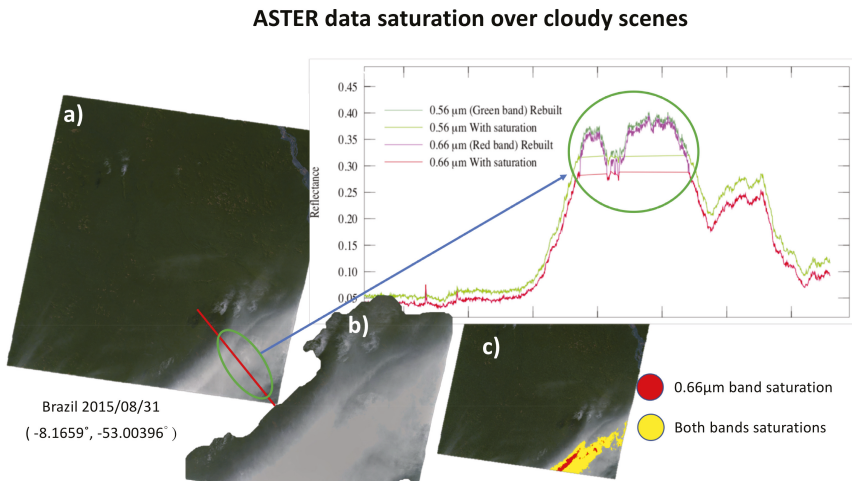 ASTER data saturation over cloudy scenes
a)
0.45
0.40
0.35
0.30
0.25
0.20
0.15
0.10
0.05
Reflectance
0.56 µm (Green band) Rebuilt
0.56 µm With saturation
0.66 µm (Red band) Rebuilt
0.66 µm With saturation
b)
c)
Brazil 2015/08/31
( -8.1659°, -53.00396° )
0.66µm band saturation
Both bands saturations